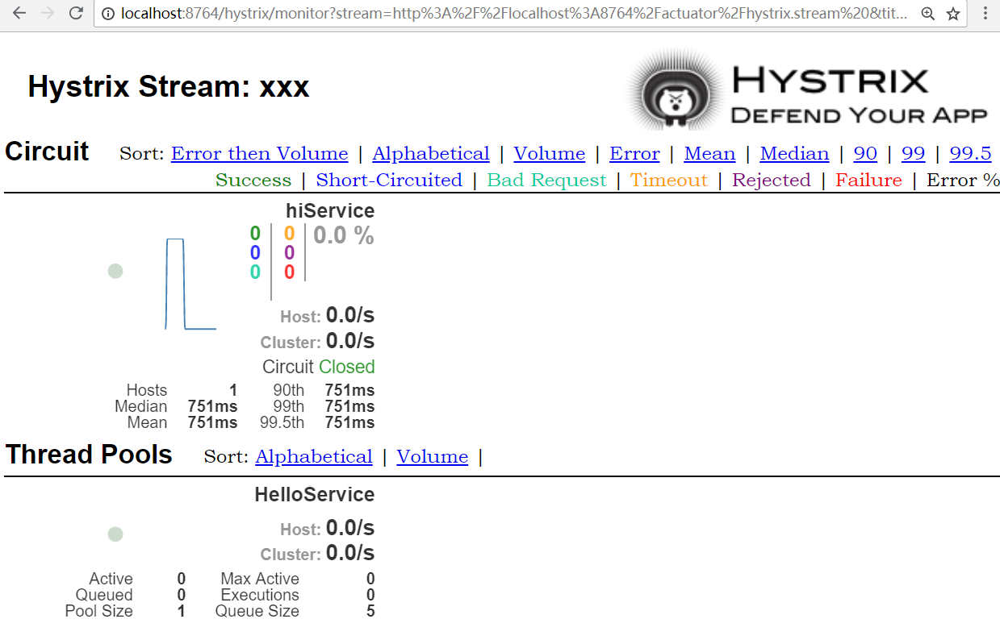 localhost:8764/hystrix/monitor?stream=http%3A%2F%2Flocalhost%3A8764%2Factuator%2Fhystrix.stream%20&tit...
Hystrix Stream: xxx
HYSTRIX
DEFEND YOUR APP
Circuit Sort: Error then Volume | Alphabetical | Volume | Error | Mean | Median | 90 | 99 | 99.5
Success | Short-Circuited | Bad Request | Timeout | Rejected | Failure | Error %
hiService
0 0 0.0 %
0 0
0 0
Host: 0.0/s
Cluster: 0.0/s
Circuit Closed
Hosts 1 90th 751ms
Median 751ms 99th 751ms
Mean 751ms 99.5th 751ms
Thread Pools Sort: Alphabetical | Volume |
HelloService
Host: 0.0/s
Cluster: 0.0/s
Active 0 Max Active 0
Queued 0 Executions 0
Pool Size 1 Queue Size 5